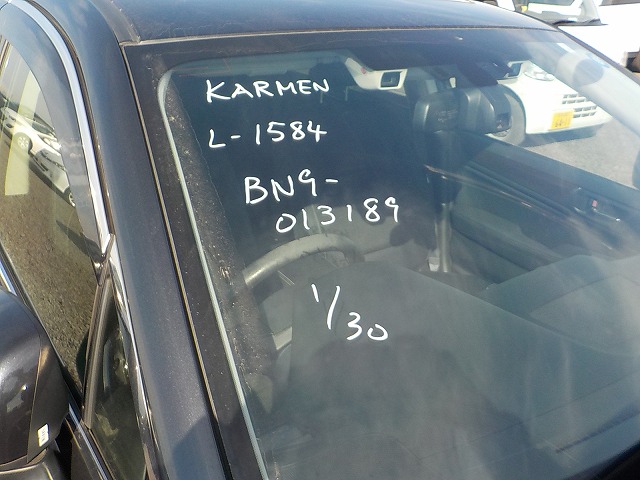 KARMEN
L-1584
BN9-
013189
1/30